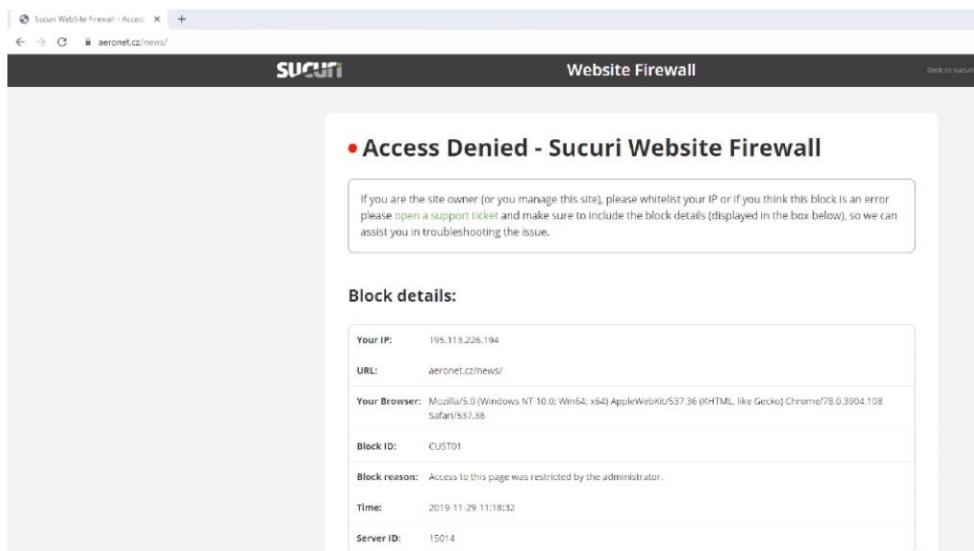 Sucuri WebSite Firewall - Access
aeronet.cz/news/
SUCURI
Website Firewall
Back to sucuri
Access Denied - Sucuri Website Firewall
If you are the site owner (or you manage this site), please whitelist your IP or if you think this block is an error
please open a support ticket and make sure to include the block details (displayed in the box below), so we can
assist you in troubleshooting the issue.
Block details:
Your IP: 195.113.226.194
URL: aeronet.cz/news/
Your Browser: Mozilla/5.0 (Windows NT 10.0; Win64; x64) AppleWebKit/537.36 (KHTML, like Gecko) Chrome/78.0.3904.108
Safari/537.36
Block ID: CUST01
Block reason: Access to this page was restricted by the administrator.
Time: 2019-11-29 11:18:32
Server ID: 15014